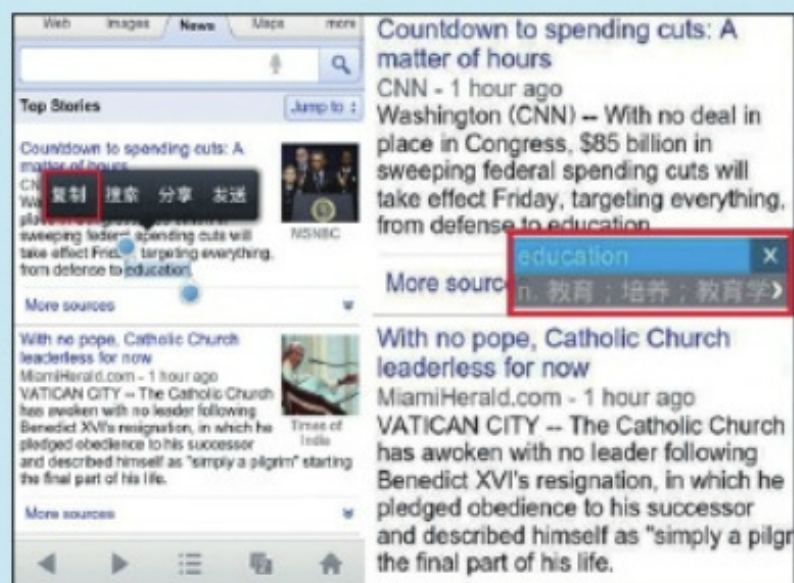 Web Images News Maps more
Top Stories
Jump to
Countdown to spending cuts: A
matter of hours
复制 搜索 分享 发送
sweeping federal spending cuts will
take effect Friday, targeting everything,
from defense to education.
MSNBC
More sources
With no pope, Catholic Church
leaderless for now
MiamiHerald.com - 1 hour ago
VATICAN CITY -- The Catholic Church
has awoken with no leader following
Benedict XVI's resignation, in which he
pledged obedience to his successor
and described himself as "simply a pilgrim" starting
the final part of his life.
Times of
India
More sources
Countdown to spending cuts: A
matter of hours
CNN - 1 hour ago
Washington (CNN) -- With no deal in
place in Congress, $85 billion in
sweeping federal spending cuts will
take effect Friday, targeting everything,
from defense to education
education
n. 教育；培养；教育学
More sourc
With no pope, Catholic Church
leaderless for now
MiamiHerald.com - 1 hour ago
VATICAN CITY -- The Catholic Church
has awoken with no leader following
Benedict XVI's resignation, in which he
pledged obedience to his successor
and described himself as "simply a pilgr
the final part of his life.